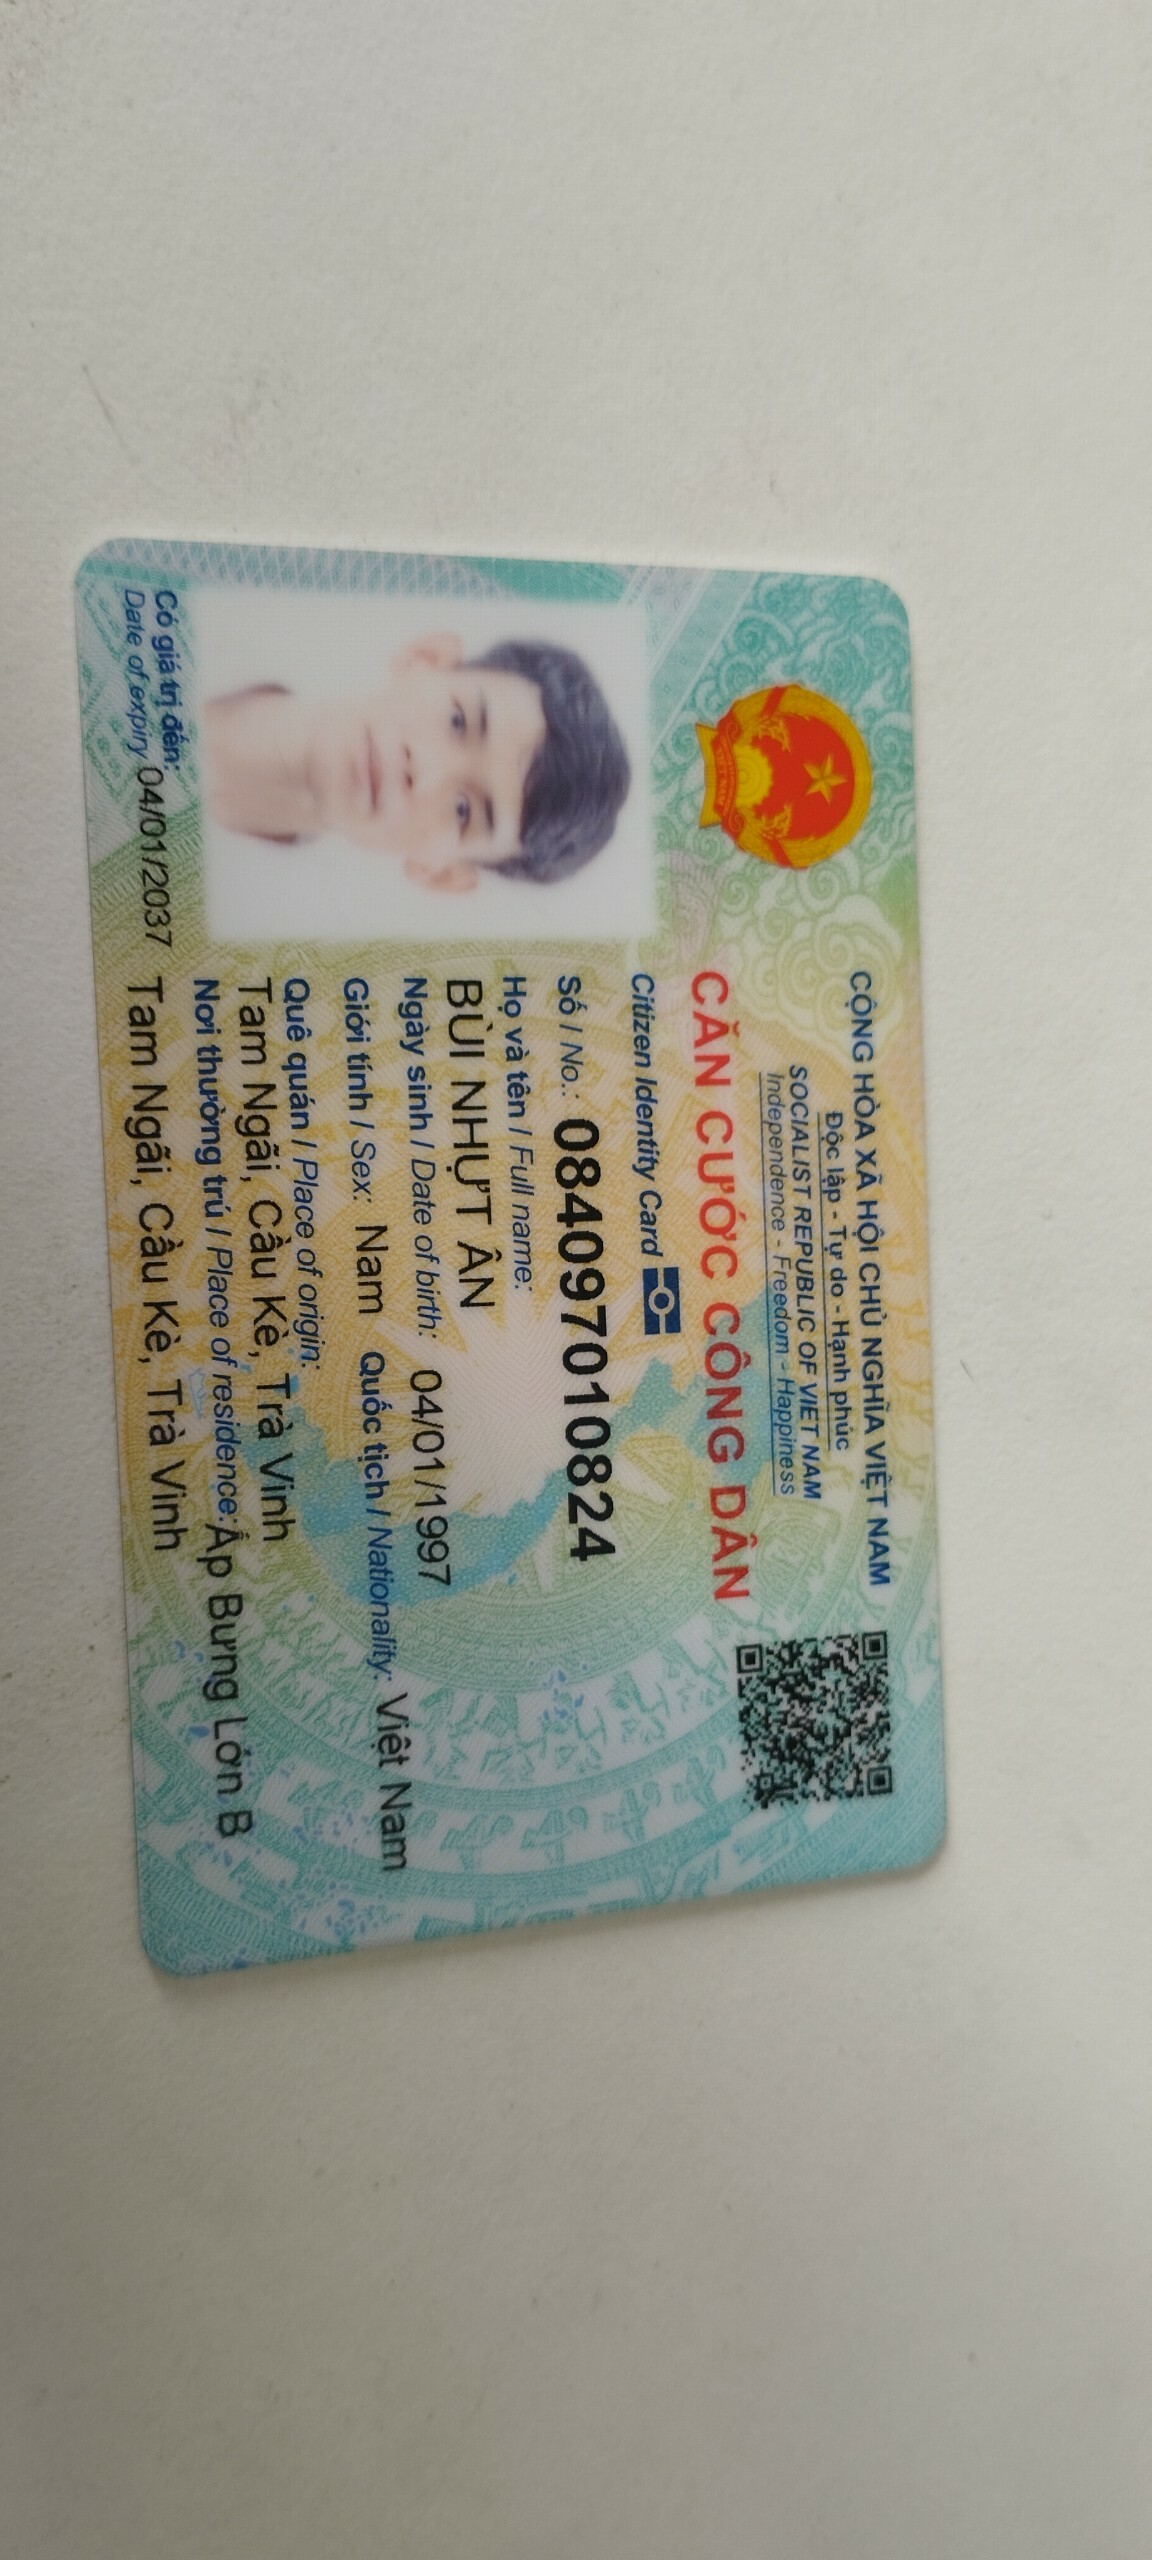 CỘNG HÒA XÃ HỘI CHỦ NGHĨA VIỆT NAM
Độc lập - Tự do - Hạnh phúc
SOCIALIST REPUBLIC OF VIET NAM
Independence - Freedom - Happiness
CĂN CƯỚC CÔNG DÂN
Citizen Identity Card
Số / No.: 084097010824
Họ và tên / Full name:
BÙI NHỰT ÂN
Ngày sinh / Date of birth: 04/01/1997
Giới tính / Sex: Nam Quốc tịch / Nationality: Việt Nam
Quê quán / Place of origin:
Tam Ngãi, Cầu Kè, Trà Vinh
Nơi thường trú / Place of residence: Ấp Bưng Lớn B
Tam Ngãi, Cầu Kè, Trà Vinh
Có giá trị đến:
Date of expiry 04/01/2037
VIỆT NAM